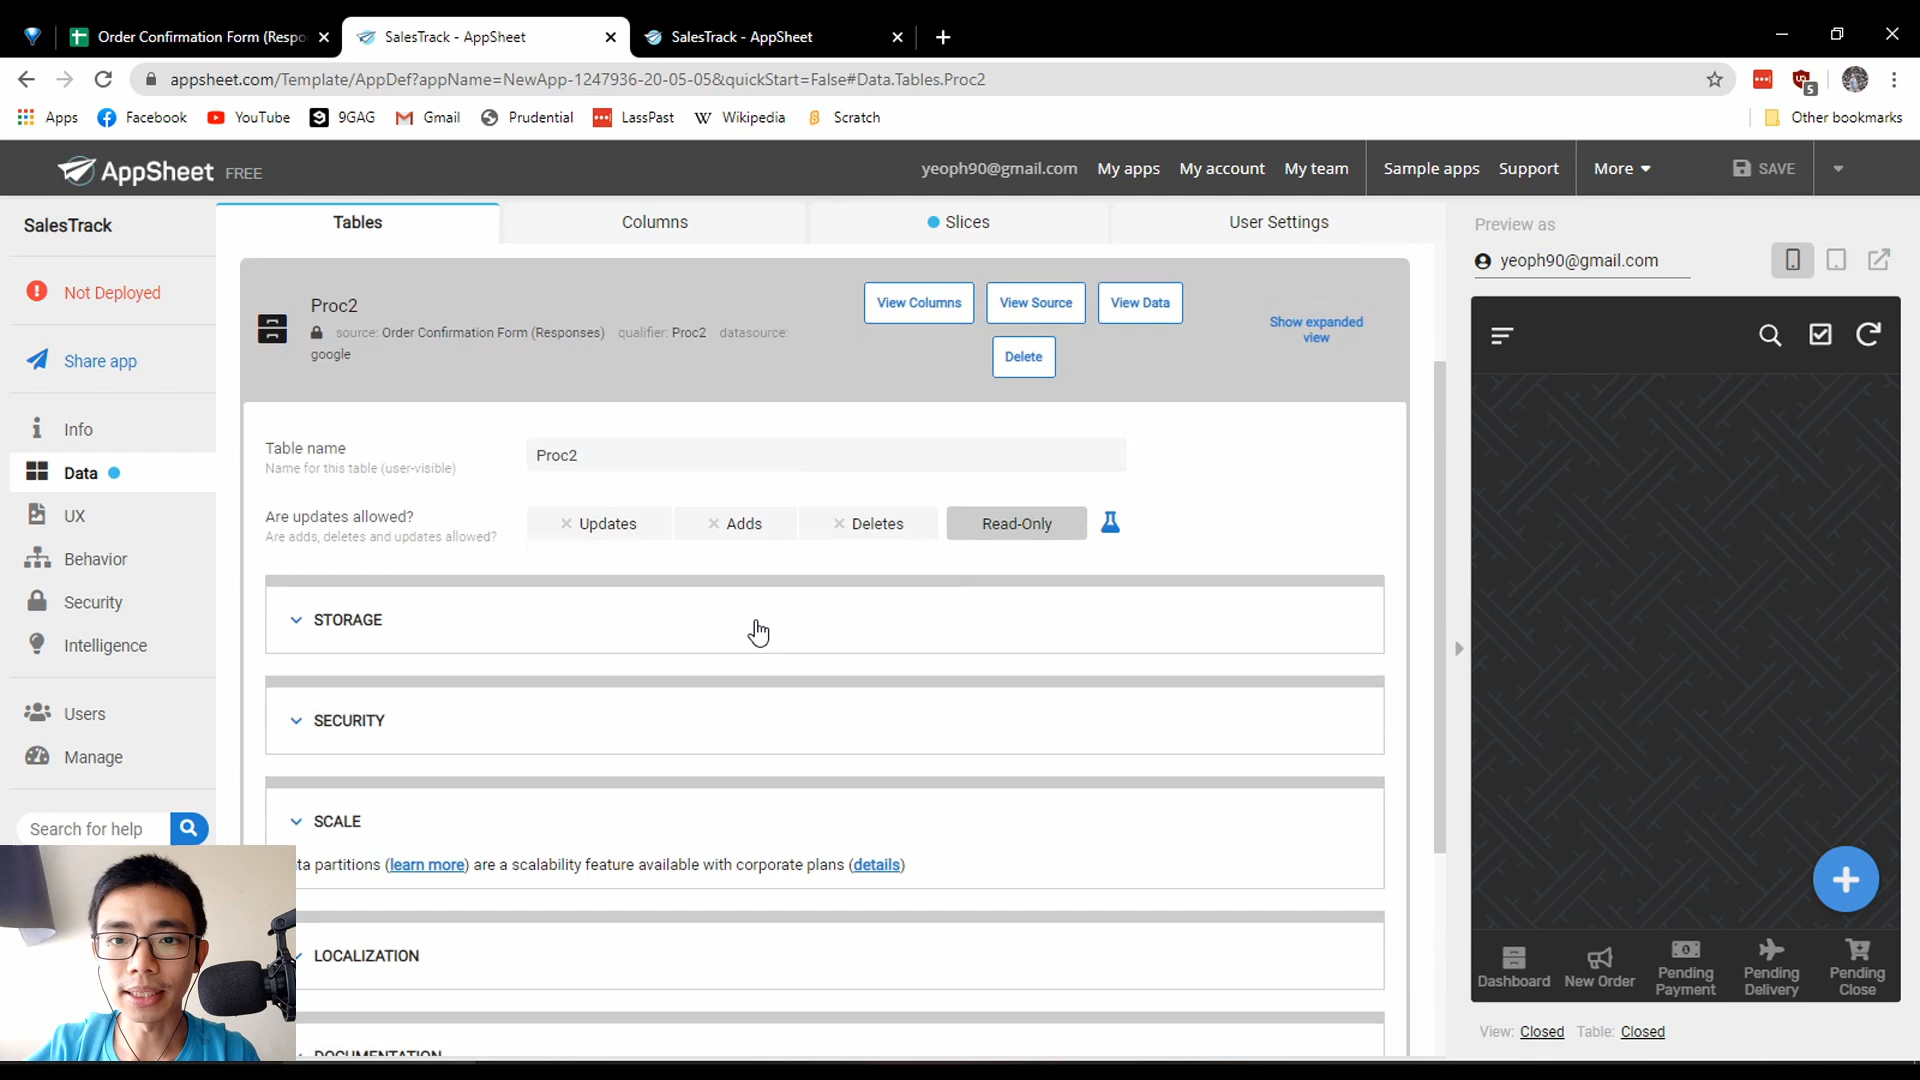 Order Confirmation Form (Respo
SalesTrack - AppSheet
SalesTrack - AppSheet
appsheet.com/Template/AppDef?appName=NewApp-1247936-20-05-05&quickStart=False#Data.Tables.Proc2
5
Apps
Facebook
YouTube
9GAG
Gmail
Prudential
LassPast
Wikipedia
Scratch
Other bookmarks
AppSheet FREE
yeoph90@gmail.com
My apps
My account
My team
Sample apps
Support
More
SAVE
SalesTrack
Not Deployed
Share app
Info
Data
UX
Behavior
Security
Intelligence
Users
Manage
Search for help
Tables
Columns
Slices
User Settings
Proc2
source: Order Confirmation Form (Responses) qualifier: Proc2 datasource:
google
View Columns
View Source
View Data
Delete
Show expanded
view
Table name
Name for this table (user-visible)
Proc2
Are updates allowed?
Are adds, deletes and updates allowed?
Updates
Adds
Deletes
Read-Only
STORAGE
SECURITY
SCALE
ta partitions (learn more) are a scalability feature available with corporate plans (details)
LOCALIZATION
DOCUMENTATION
Preview as
yeoph90@gmail.com
Dashboard
New Order
Pending
Payment
Pending
Delivery
Pending
Close
View: Closed Table: Closed